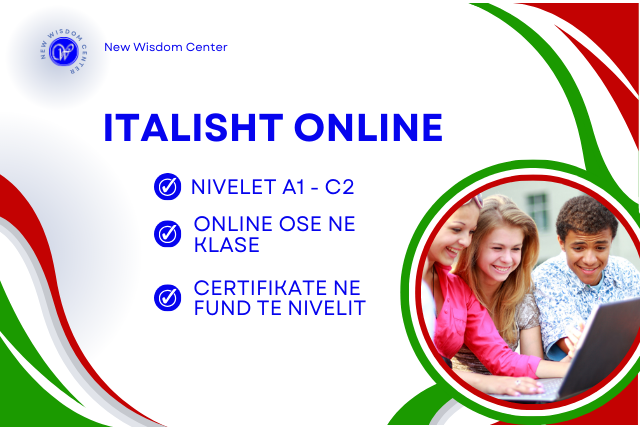 NEW WISDOM CENTER
New Wisdom Center
ITALISHT ONLINE
NIVELET A1 - C2
ONLINE OSE NE
KLASE
CERTIFIKATE NE
FUND TE NIVELIT